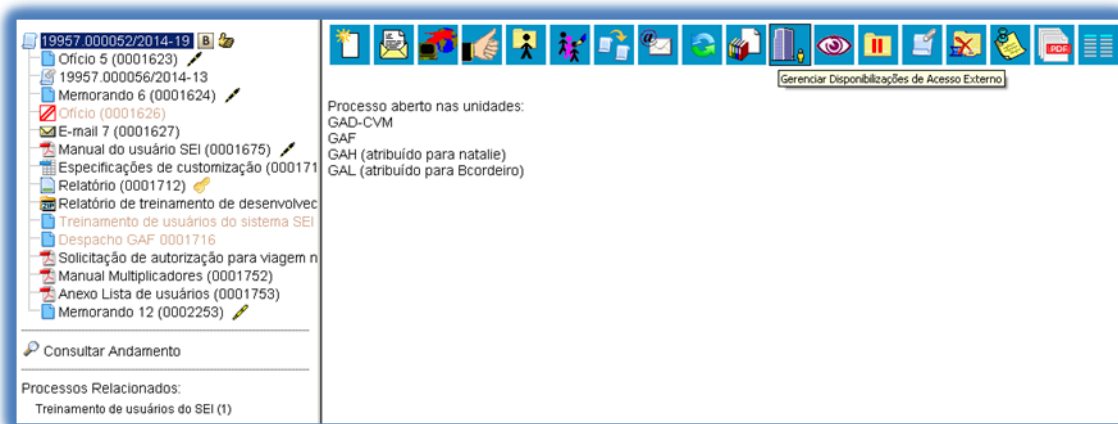 19957.000052/2014-19 B
Ofício 5 (0001623)
19957.000056/2014-13
Memorando 6 (0001624)
Ofício (0001626)
E-mail 7 (0001627)
Manual do usuário SEI (0001675)
Especificações de customização (000171
Relatório (0001712)
Relatório de treinamento de desenvolvec
Treinamento de usuários do sistema SEI
Despacho GAF 0001716
Solicitação de autorização para viagem n
Manual Multiplicadores (0001752)
Anexo Lista de usuários (0001753)
Memorando 12 (0002253)
Consultar Andamento
Processos Relacionados:
Treinamento de usuários do SEI (1)
PDF
Gerenciar Disponibilizações de Acesso Externo
Processo aberto nas unidades:
GAD-CVM
GAF
GAH (atribuído para natalie)
GAL (atribuído para Bcordeiro)